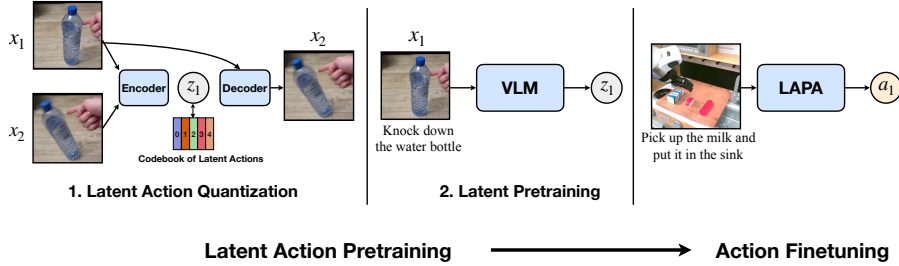 x₁
x₂
Encoder
z₁
Decoder
x₂
0 1 2 3 4
Codebook of Latent Actions
1. Latent Action Quantization
x₁
VLM
z₁
Knock down
the water bottle
2. Latent Pretraining
LAPA
a₁
Pick up the milk and
put it in the sink
Latent Action Pretraining
Action Finetuning